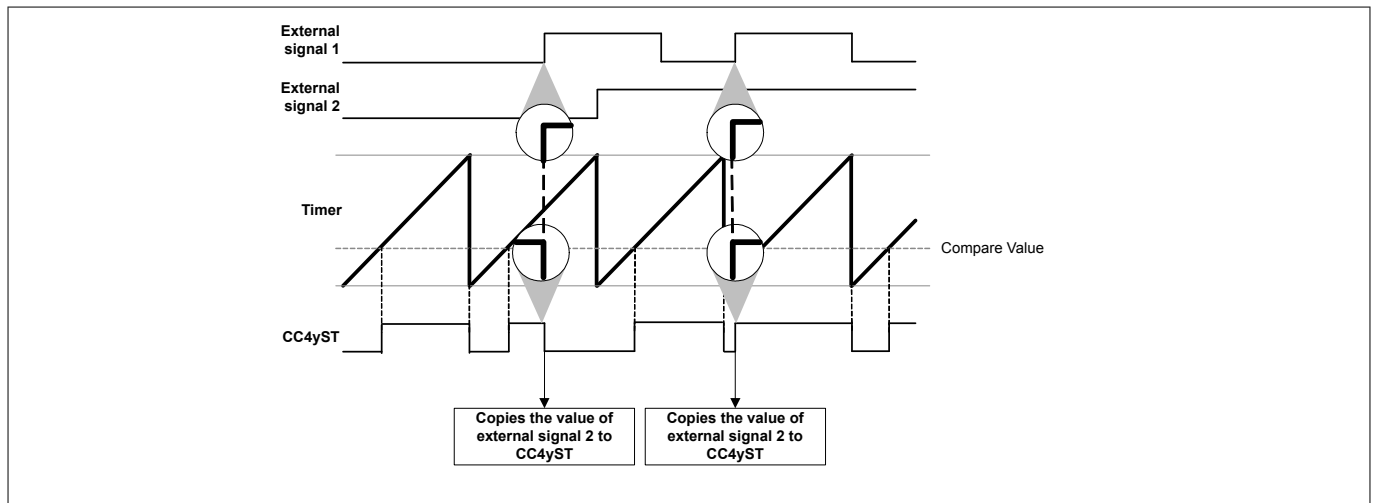 External
signal 1
External
signal 2
Timer
Compare Value
CC4yST
Copies the value of
external signal 2 to
CC4yST
Copies the value of
external signal 2 to
CC4yST